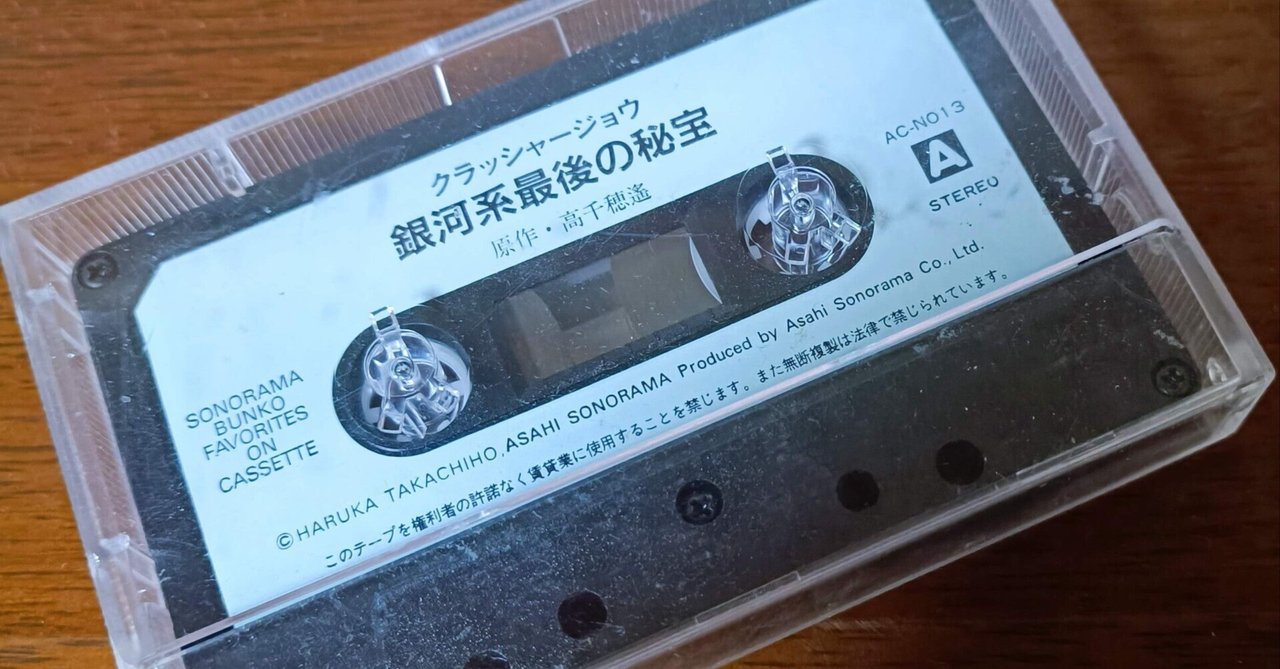 クラッシャージョウ
銀河系最後の秘宝
原作・高千穂遙
AC-NO13
A
STEREO
SONORAMA
BUNKO
FAVORITES
ON
CASSETTE
©HARUKA TAKACHIHO,ASAHI SONORAMA Produced by Asahi Sonorama Co.,Ltd.
このテープを権利者の許諾なく賃貸業に使用することを禁じます。また無断複製は法律で禁じられています。